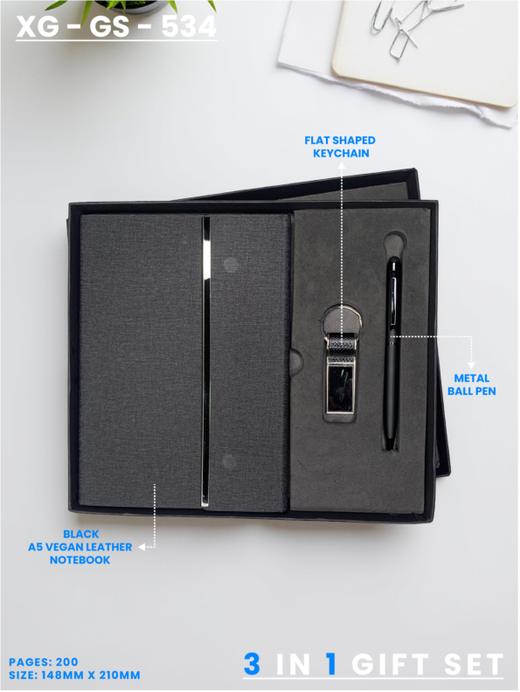 XG - GS - 534
FLAT SHAPED
KEYCHAIN
METAL
BALL PEN
BLACK
A5 VEGAN LEATHER
NOTEBOOK
PAGES: 200
SIZE: 148MM X 210MM
3 IN 1 GIFT SET